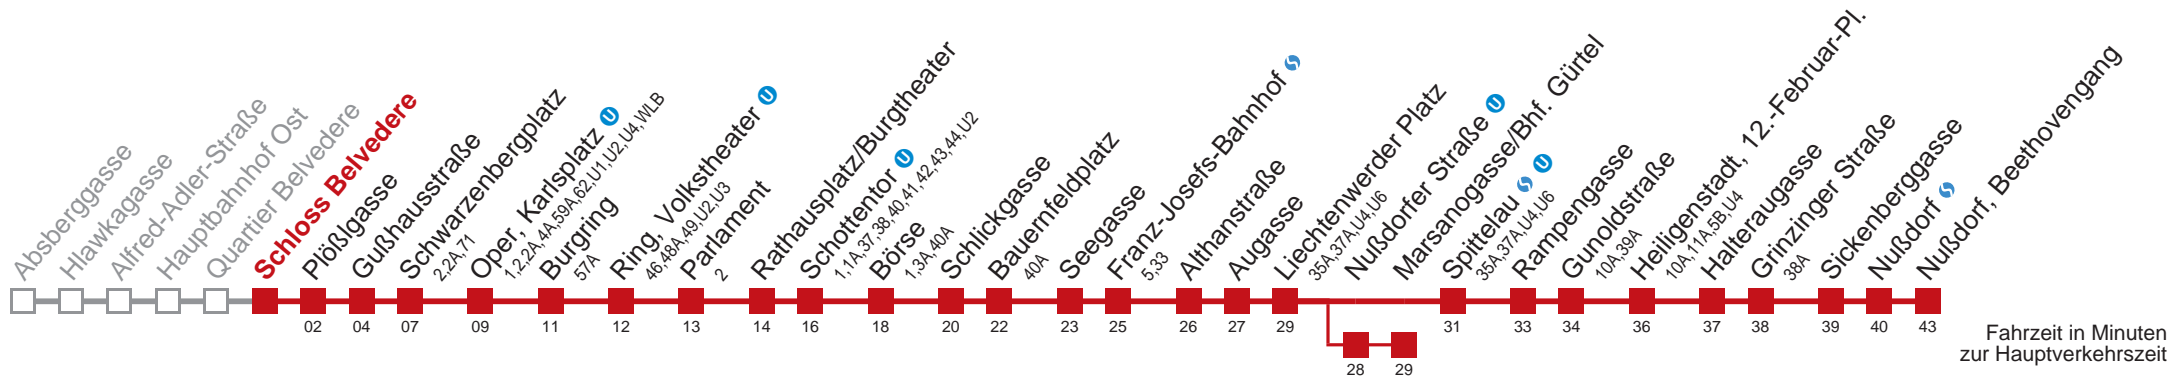 Absberggasse
Hlawkagasse
Alfred-Adler-Straße
Hauptbahnhof Ost
Quartier Belvedere
Schloss Belvedere
Plößlgasse
Gußhausstraße
Schwarzenbergplatz
2,2A,71
Oper, Karlsplatz U
1,2,2A,4A,59A,62,U1,U2,U4,WLB
Burgring
57A
Ring, Volkstheater U
46,48A,49,U2,U3
Parlament
2
Rathausplatz/Burgtheater
Schottentor U
1,1A,37,38,40,41,42,43,44,U2
Börse
1,3A,40A
Schlickgasse
Bauernfeldplatz
40A
Seegasse
Franz-Josefs-Bahnhof S
5,33
Althanstraße
Augasse
Liechtenwerder Platz
35A,37A,U4,U6
Nußdorfer Straße U
Marsanogasse/Bhf. Gürtel
Spittelau S U
35A,37A,U4,U6
Rampengasse
Gunoldstraße
10A,39A
Heiligenstadt, 12.-Februar-Pl.
10A,11A,5B,U4
Halteraugasse
Grinzinger Straße
38A
Sickenberggasse
Nußdorf S
Nußdorf, Beethovengang
02 04 07 09 11 12 13 14 16 18 20 22 23 25 26 27 29 31 33 34 36 37 38 39 40 43
28 29
Fahrzeit in Minuten
zur Hauptverkehrszeit